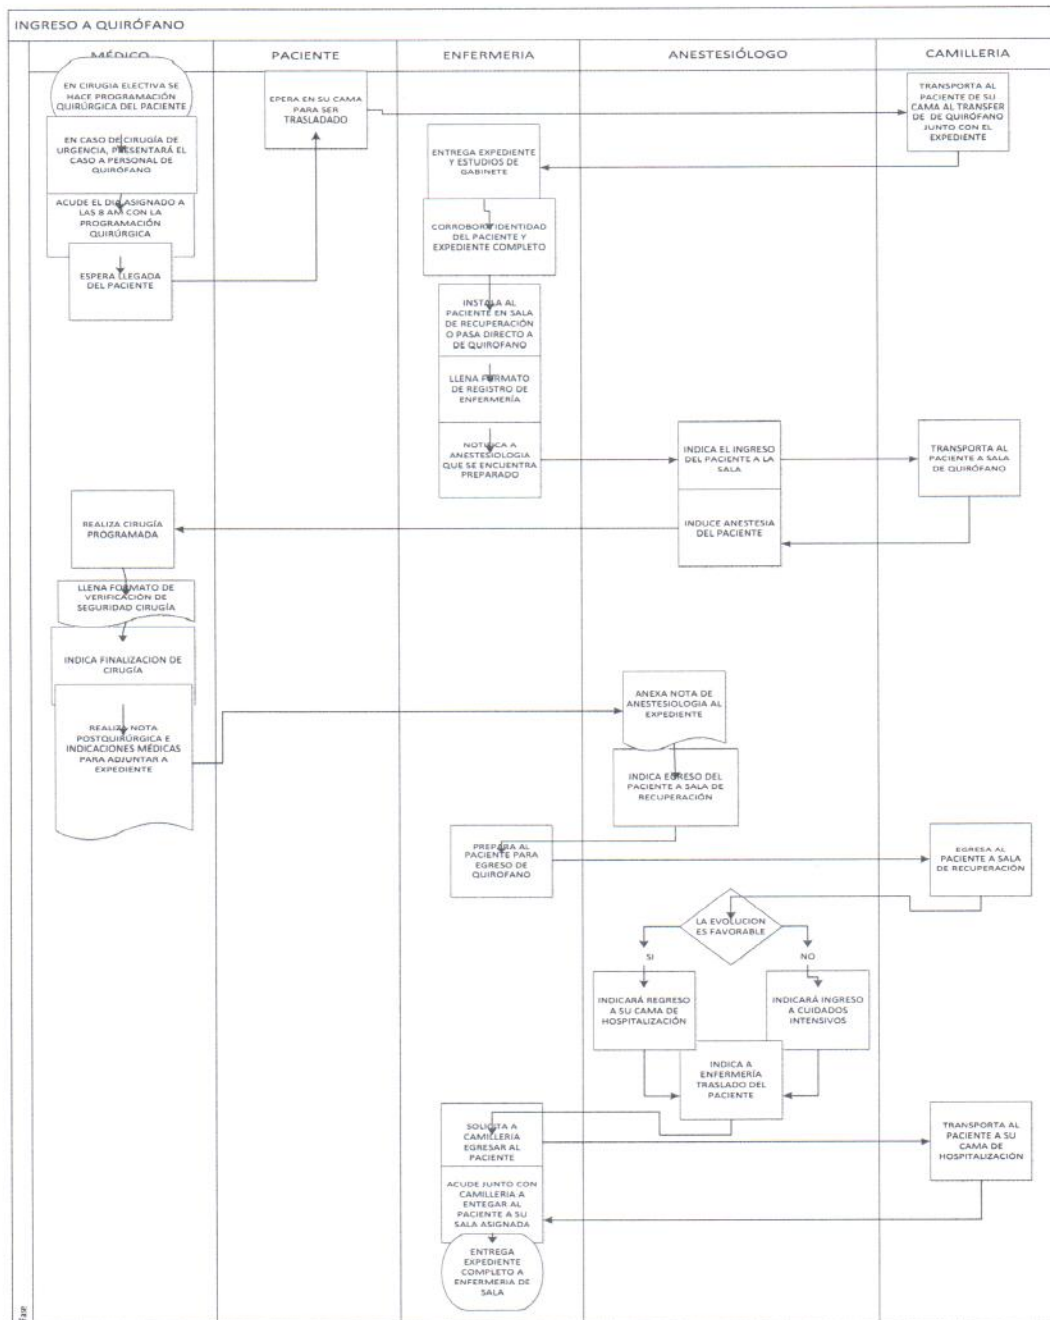 INGRESO A QUIRÓFANO
MÉDICO
PACIENTE
ENFERMERIA
ANESTESIÓLOGO
CAMILLERIA
EN CIRUGIA ELECTIVA SE
HACE PROGRAMACIÓN
QUIRÚRGICA DEL PACIENTE
EPERA EN SU CAMA
PARA SER
TRASLADADO
TRANSPORTA AL
PACIENTE DE SU
CAMA AL TRANSFER
DE DE QUIRÓFANO
JUNTO CON EL
EXPEDIENTE
EN CASO DE CIRUGÍA DE
URGENCIA, PRESENTARÁ EL
CASO A PERSONAL DE
QUIRÓFANO
ENTREGA EXPEDIENTE
Y ESTUDIOS DE
GABINETE
ACUDE EL DIA ASIGNADO A
LAS 8 AM CON LA
PROGRAMACIÓN
QUIRÚRGICA
CORROBORA IDENTIDAD
DEL PACIENTE Y
EXPEDIENTE COMPLETO
ESPERA LLEGADA
DEL PACIENTE
INSTALA AL
PACIENTE EN SALA
DE RECUPERACIÓN
O PASA DIRECTO A
DE QUIROFANO
LLENA FORMATO
DE REGISTRO DE
ENFERMERÍA
NOTIFICA A
ANESTESIOLOGIA
QUE SE ENCUENTRA
PREPARADO
INDICA EL INGRESO
DEL PACIENTE A LA
SALA
TRANSPORTA AL
PACIENTE A SALA
DE QUIRÓFANO
REALIZA CIRUGÍA
PROGRAMADA
INDUCE ANESTESIA
DEL PACIENTE
LLENA FORMATO DE
VERIFICACIÓN DE
SEGURIDAD CIRUGÍA
INDICA FINALIZACION DE
CIRUGÍA
ANEXA NOTA DE
ANESTESIOLOGIA AL
EXPEDIENTE
REALIZA NOTA
POSTQUIRÚRGICA E
INDICACIONES MÉDICAS
PARA ADJUNTAR A
EXPEDIENTE
INDICA EGRESO DEL
PACIENTE A SALA DE
RECUPERACIÓN
PREPARA AL
PACIENTE PARA
EGRESO DE
QUIROFANO
EGRESA AL
PACIENTE A SALA
DE RECUPERACIÓN
LA EVOLUCION
ES FAVORABLE
SI
NO
INDICARÁ REGRESO
A SU CAMA DE
HOSPITALIZACIÓN
INDICARÁ INGRESO
A CUIDADOS
INTENSIVOS
INDICA A
ENFERMERÍA
TRASLADO DEL
PACIENTE
SOLICITA A
CAMILLERIA
EGRESAR AL
PACIENTE
TRANSPORTA AL
PACIENTE A SU
CAMA DE
HOSPITALIZACIÓN
ACUDE JUNTO CON
CAMILLERIA A
ENTEGAR AL
PACIENTE A SU
SALA ASIGNADA
ENTREGA
EXPEDIENTE
COMPLETO A
ENFERMERIA DE
SALA
Fase